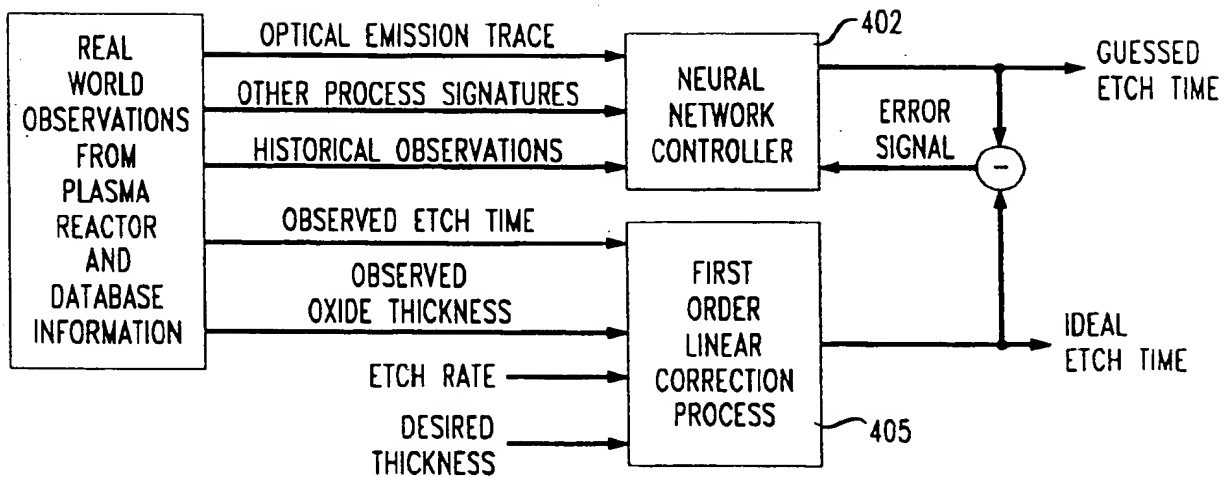 REAL
WORLD
OBSERVATIONS
FROM
PLASMA
REACTOR
AND
DATABASE
INFORMATION
OPTICAL EMISSION TRACE
OTHER PROCESS SIGNATURES
HISTORICAL OBSERVATIONS
OBSERVED ETCH TIME
OBSERVED
OXIDE THICKNESS
ETCH RATE
DESIRED
THICKNESS
402
NEURAL
NETWORK
CONTROLLER
FIRST
ORDER
LINEAR
CORRECTION
PROCESS
405
ERROR
SIGNAL
−
GUESSED
ETCH TIME
IDEAL
ETCH TIME